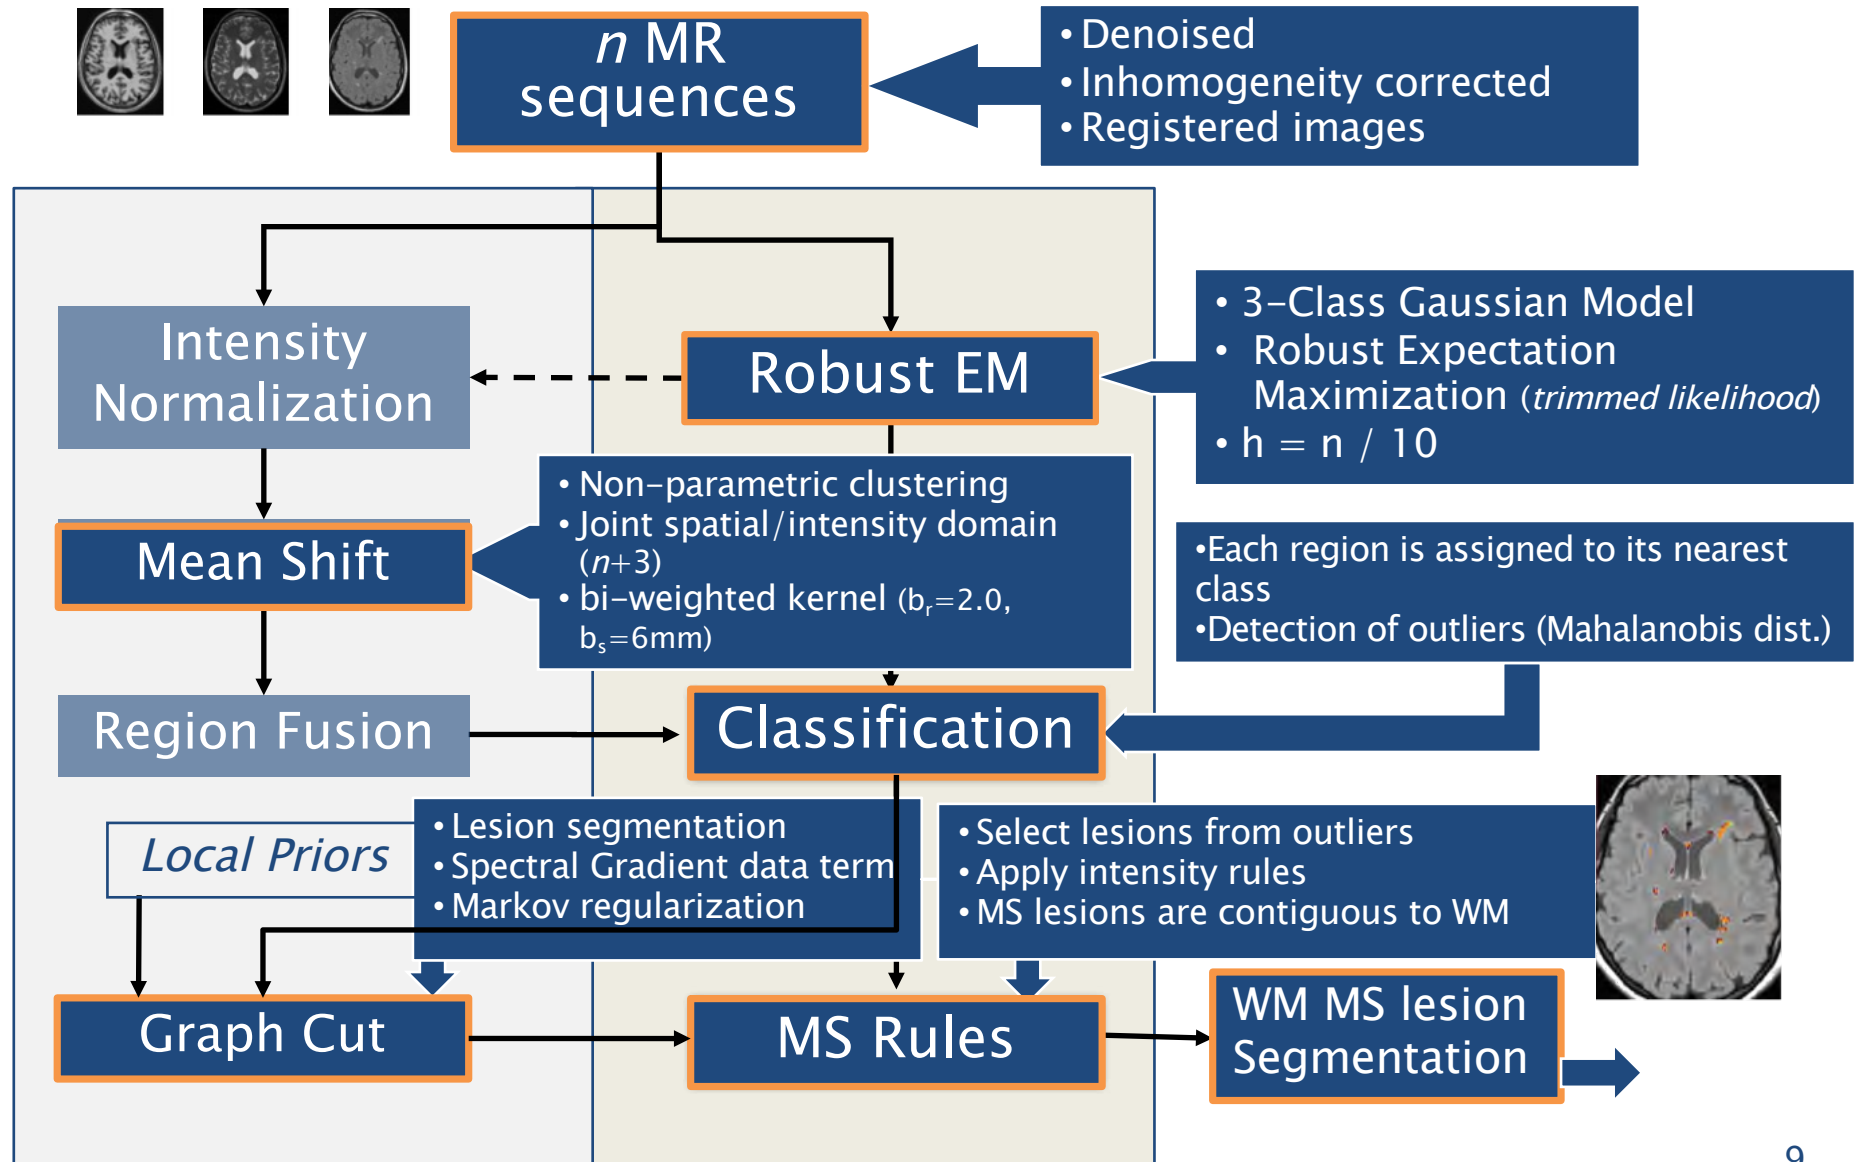 n MR
sequences
• Denoised
• Inhomogeneity corrected
• Registered images
Intensity
Normalization
Robust EM
• 3-Class Gaussian Model
• Robust Expectation
Maximization (trimmed likelihood)
• h = n / 10
Mean Shift
• Non-parametric clustering
• Joint spatial/intensity domain
(n+3)
• bi-weighted kernel (bᵣ=2.0,
bₛ=6mm)
•Each region is assigned to its nearest
class
•Detection of outliers (Mahalanobis dist.)
Region Fusion
Classification
Local Priors
• Lesion segmentation
• Spectral Gradient data term
• Markov regularization
• Select lesions from outliers
• Apply intensity rules
• MS lesions are contiguous to WM
Graph Cut
MS Rules
WM MS lesion
Segmentation
9